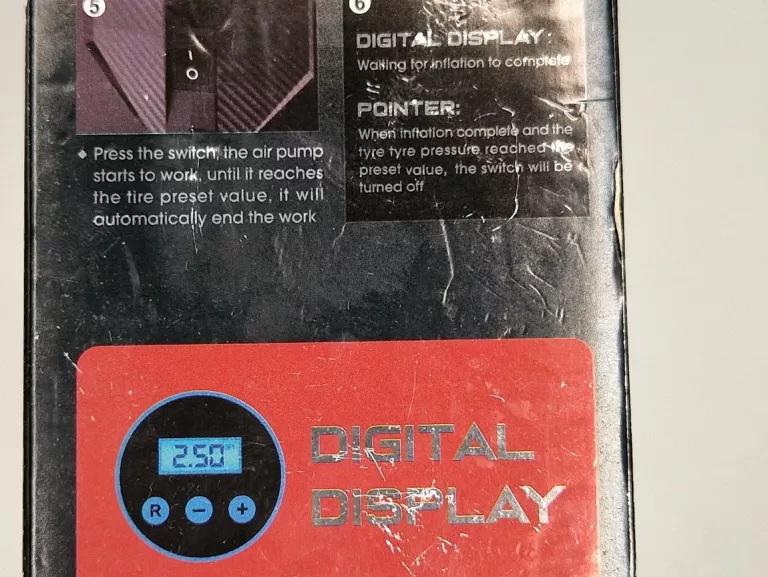 5
6
DIGITAL DISPLAY:
Waiting for inflation to complete
POINTER:
When inflation complete and the
tyre tyre pressure reached the
preset value, the switch will be
turned off
Press the switch, the air pump
starts to work, until it reaches
the tire preset value, it will
automatically end the work
2.50
R - +
DIGITAL
DISPLAY